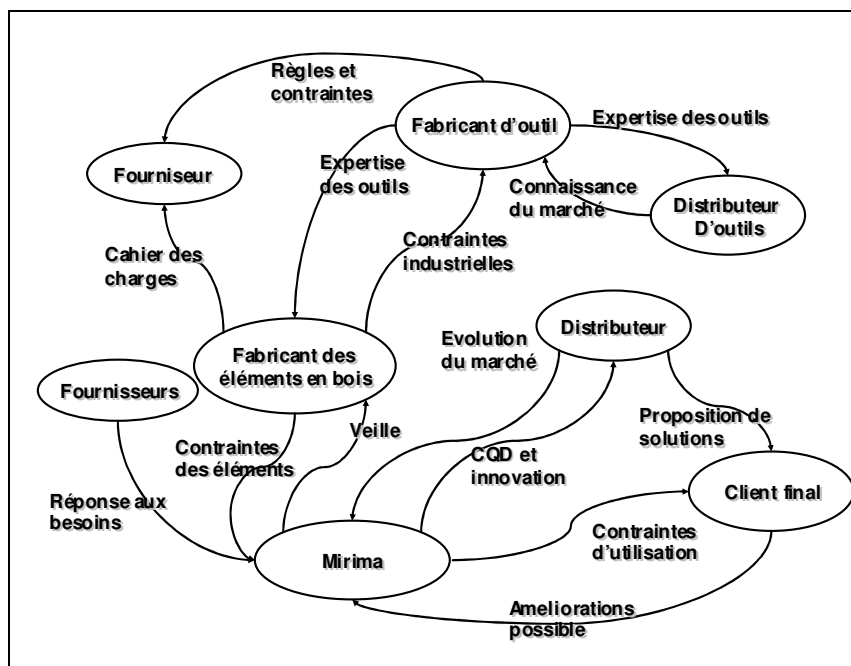 Règles et
contraintes
Fabricant d'outil
Expertise des outils
Fourniseur
Expertise
des outils
Connaissance
du marché
Distributeur
D'outils
Cahier des
charges
Contraintes
industrielles
Distributeur
Evolution
du marché
Fabricant des
éléments en bois
Fournisseurs
Proposition de
solutions
Veille
Contraintes
des éléments
CQD et
innovation
Client final
Réponse aux
besoins
Contraintes
d'utilisation
Mirima
Ameliorations
possible